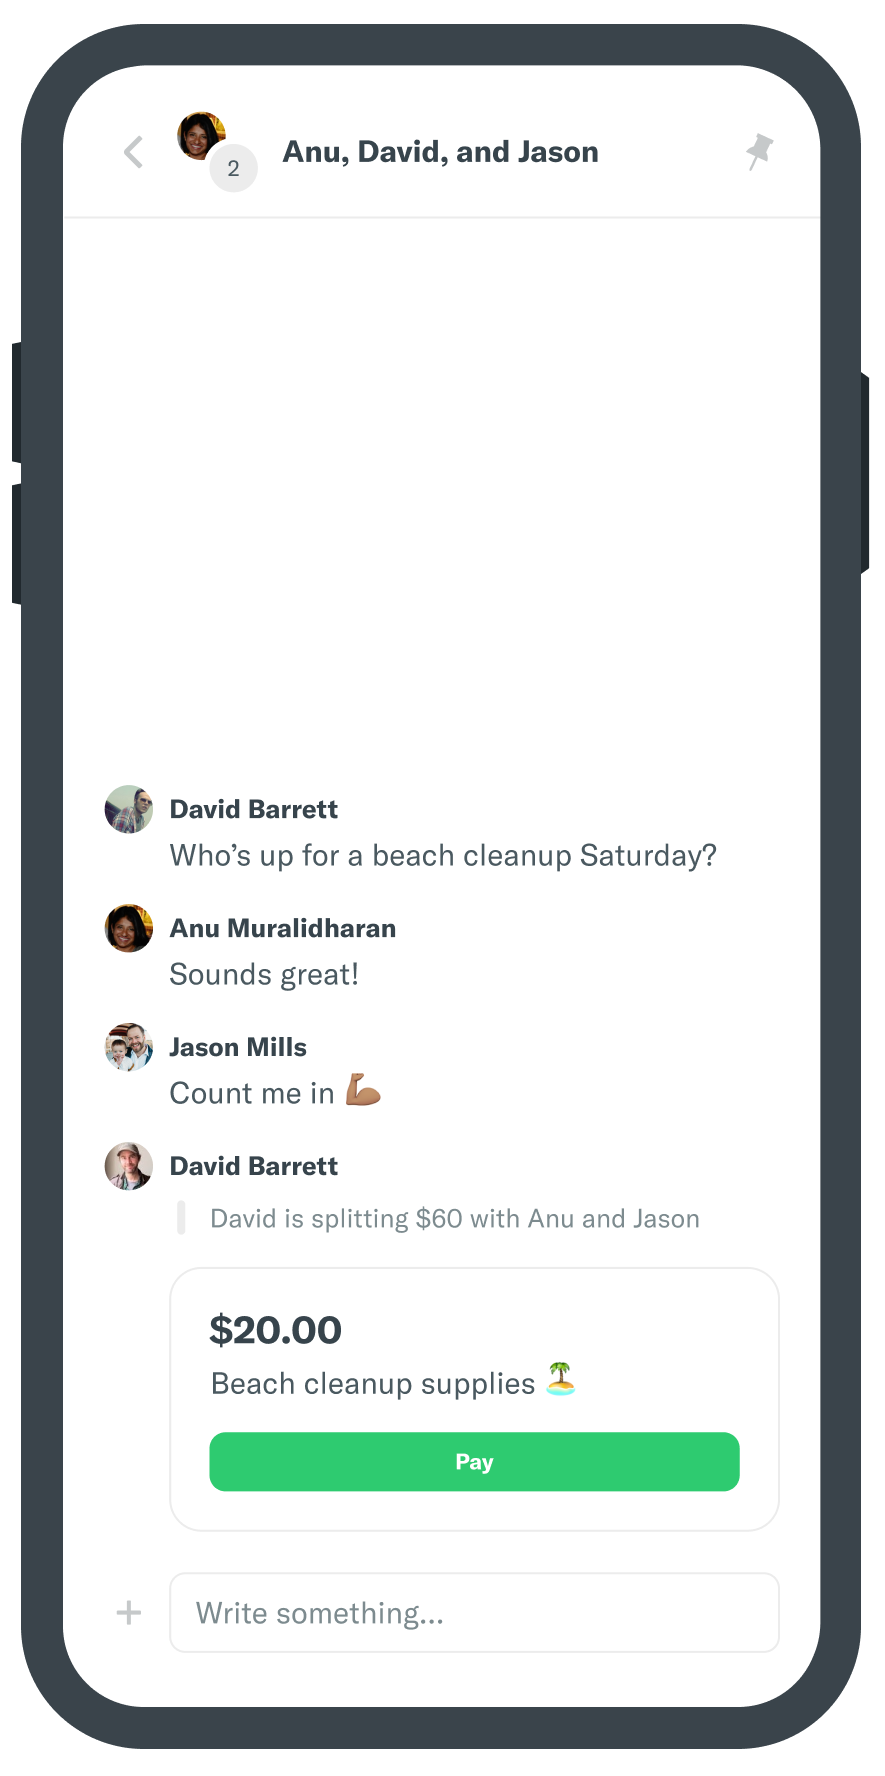 2
Anu, David, and Jason
David Barrett
Who’s up for a beach cleanup Saturday?
Anu Muralidharan
Sounds great!
Jason Mills
Count me in 💪🏽
David Barrett
David is splitting $60 with Anu and Jason
$20.00
Beach cleanup supplies 🏝️
Pay
Write something...